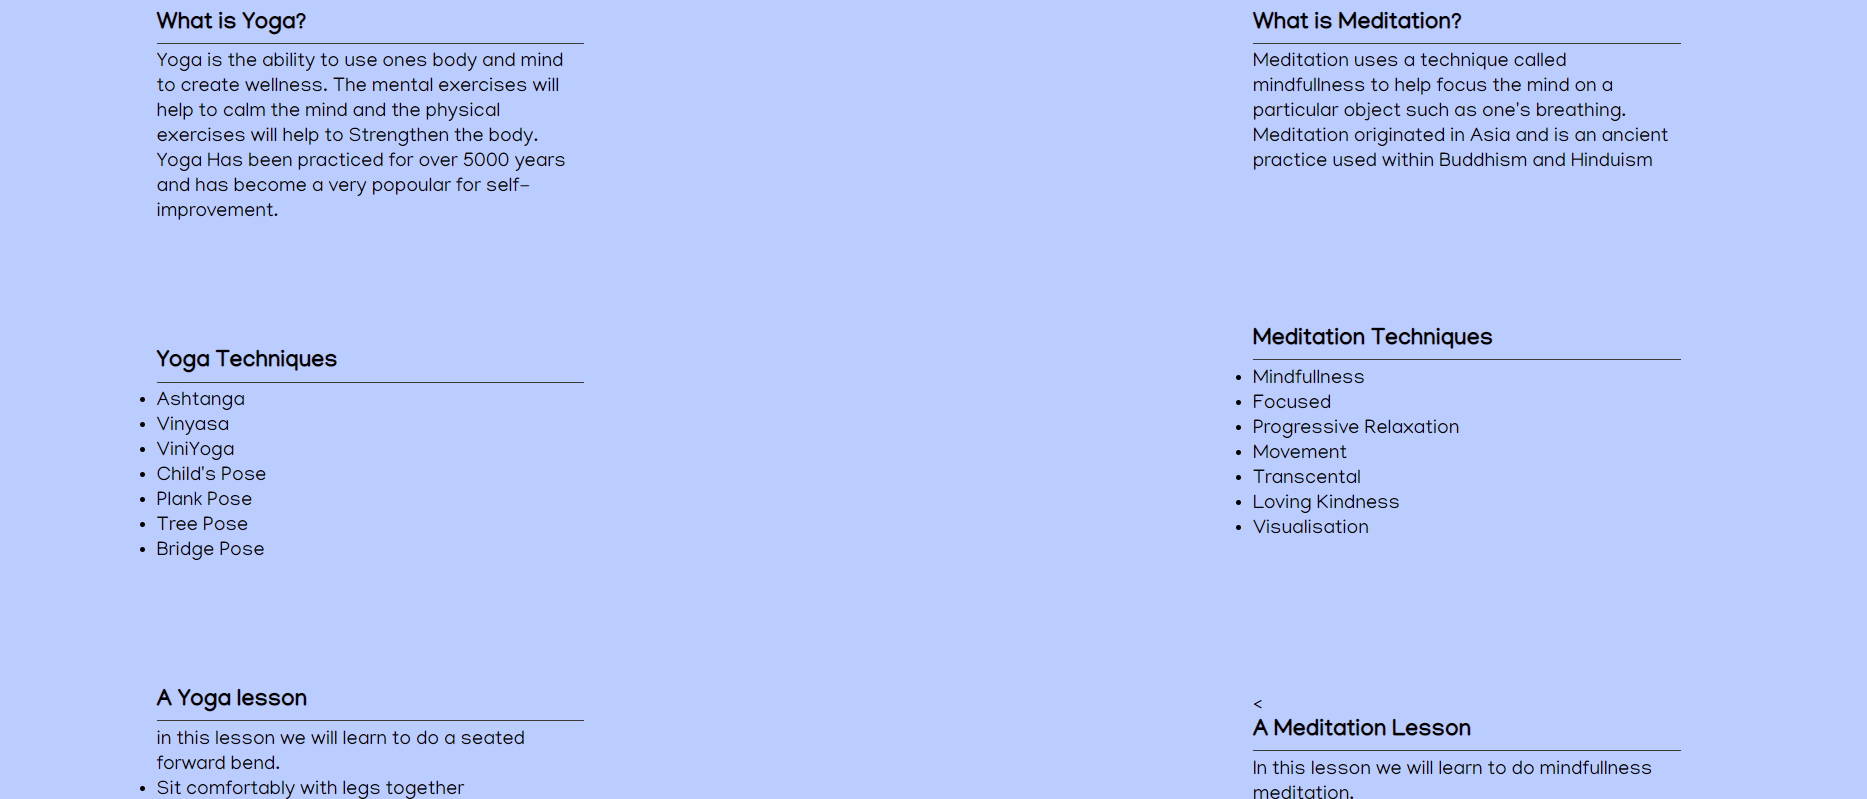 What is Yoga?
Yoga is the ability to use ones body and mind
to create wellness. The mental exercises will
help to calm the mind and the physical
exercises will help to Strengthen the body.
Yoga Has been practiced for over 5000 years
and has become a very popoular for self-
improvement.
Yoga Techniques
• Ashtanga
• Vinyasa
• ViniYoga
• Child's Pose
• Plank Pose
• Tree Pose
• Bridge Pose
A Yoga lesson
in this lesson we will learn to do a seated
forward bend.
• Sit comfortably with legs together
What is Meditation?
Meditation uses a technique called
mindfullness to help focus the mind on a
particular object such as one's breathing.
Meditation originated in Asia and is an ancient
practice used within Buddhism and Hinduism
Meditation Techniques
• Mindfullness
• Focused
• Progressive Relaxation
• Movement
• Transcental
• Loving Kindness
• Visualisation
<
A Meditation Lesson
In this lesson we will learn to do mindfullness
meditation.